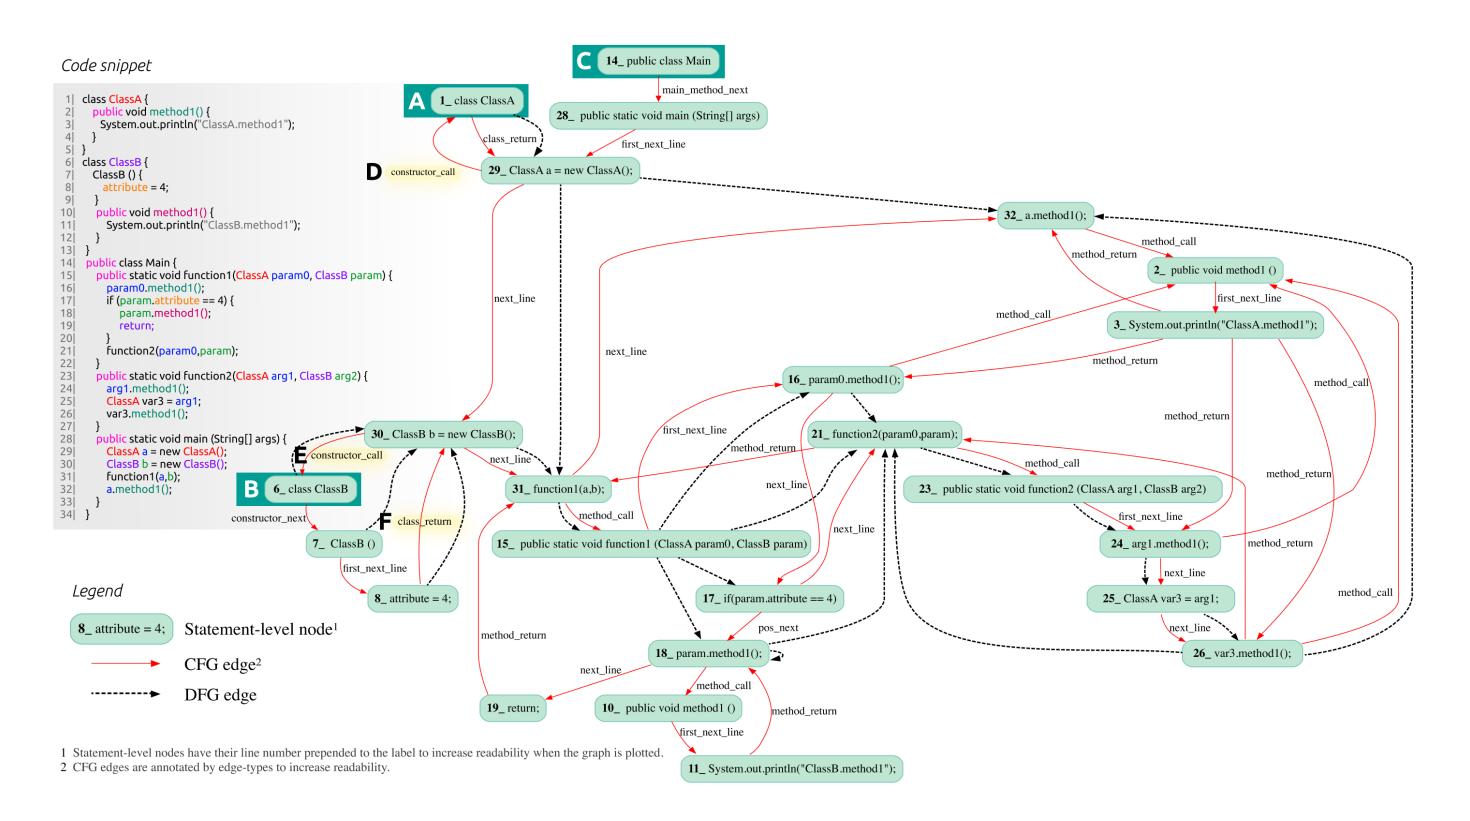 Code snippet
1| class ClassA {
2| public void method1() {
3| System.out.println("ClassA.method1");
4| }
5| }
6| class ClassB {
7| ClassB () {
8| attribute = 4;
9| }
10| public void method1() {
11| System.out.println("ClassB.method1");
12| }
13| }
14| public class Main {
15| public static void function1(ClassA param0, ClassB param) {
16| param0.method1();
17| if (param.attribute == 4) {
18| param.method1();
19| return;
20| }
21| function2(param0,param);
22| }
23| public static void function2(ClassA arg1, ClassB arg2) {
24| arg1.method1();
25| ClassA var3 = arg1;
26| var3.method1();
27| }
28| public static void main (String[] args) {
29| ClassA a = new ClassA();
30| ClassB b = new ClassB();
31| function1(a,b);
32| a.method1();
33| }
34| }
C 14_ public class Main
main_method_next
A 1_ class ClassA
28_ public static void main (String[] args)
class_return
first_next_line
D constructor_call
29_ ClassA a = new ClassA();
32_ a.method1();
method_call
method_return
2_ public void method1 ()
next_line
first_next_line
method_call
3_ System.out.println("ClassA.method1");
next_line
method_return
16_ param0.method1();
method_call
method_return
first_next_line
30_ ClassB b = new ClassB();
21_ function2(param0,param);
method_return
E constructor_call
next_line
method_call
method_return
next_line
B 6_ class ClassB
31_ function1(a,b);
23_ public static void function2 (ClassA arg1, ClassB arg2)
constructor_next
F class_return
method_call
first_next_line
next_line
7_ ClassB ()
15_ public static void function1 (ClassA param0, ClassB param)
24_ arg1.method1();
method_return
first_next_line
next_line
method_call
8_ attribute = 4;
17_ if(param.attribute == 4)
25_ ClassA var3 = arg1;
pos_next
next_line
method_return
18_ param.method1();
26_ var3.method1();
next_line
method_call
19_ return;
10_ public void method1 ()
method_return
first_next_line
11_ System.out.println("ClassB.method1");
Legend
8_ attribute = 4; Statement-level node1
CFG edge2
DFG edge
1 Statement-level nodes have their line number prepended to the label to increase readability when the graph is plotted.
2 CFG edges are annotated by edge-types to increase readability.